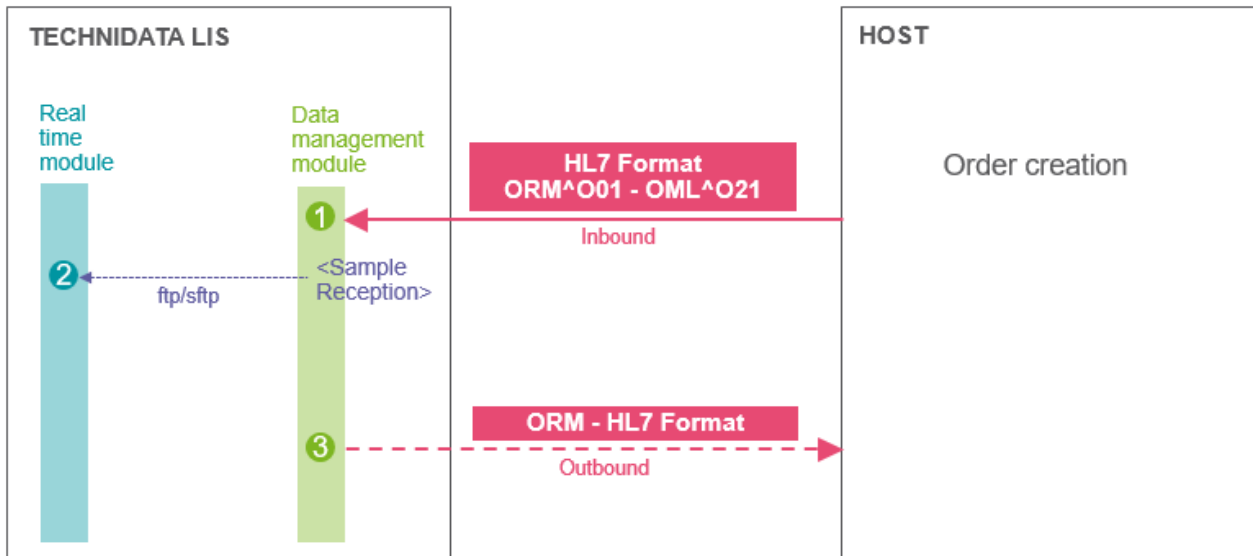 TECHNIDATA LIS
HOST
Real
time
module
Data
management
module
HL7 Format
ORM^O01 - OML^O21
Order creation
1
Inbound
2
<Sample
Reception>
ftp/sftp
ORM - HL7 Format
3
Outbound